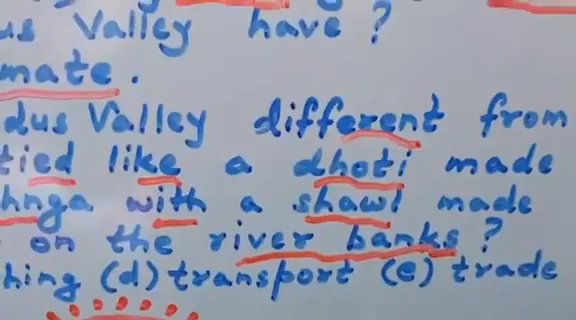 us Valley have ?
mate.
dus Valley different from
tied like a dhoti made
hnga with a shawl made
on the river banks ?
hing (d) transport (e) trade